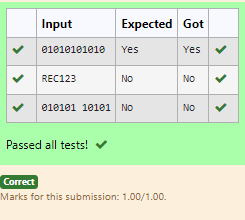 Input Expected Got
01010101010 Yes Yes
REC123 No No
010101 10101 No No
Passed all tests!
Correct
Marks for this submission: 1.00/1.00.